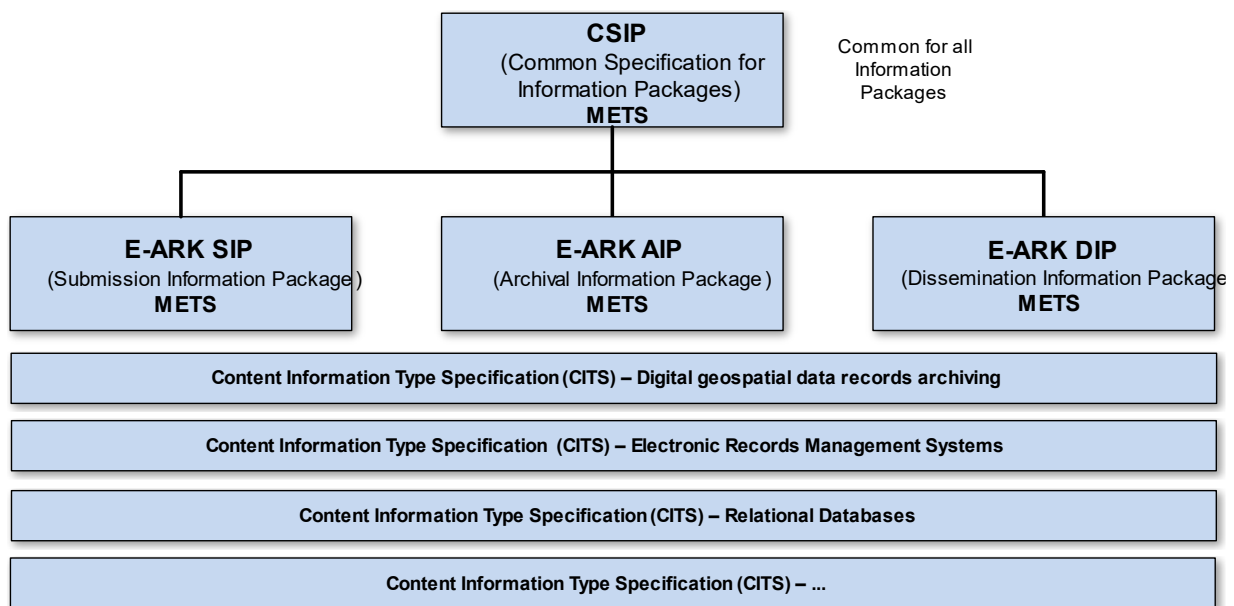 CSIP
(Common Specification for
Information Packages)
METS
Common for all
Information
Packages
E-ARK SIP
(Submission Information Package)
METS
E-ARK AIP
(Archival Information Package)
METS
E-ARK DIP
(Dissemination Information Package
METS
Content Information Type Specification (CITS) – Digital geospatial data records archiving
Content Information Type Specification (CITS) – Electronic Records Management Systems
Content Information Type Specification (CITS) – Relational Databases
Content Information Type Specification (CITS) – ...